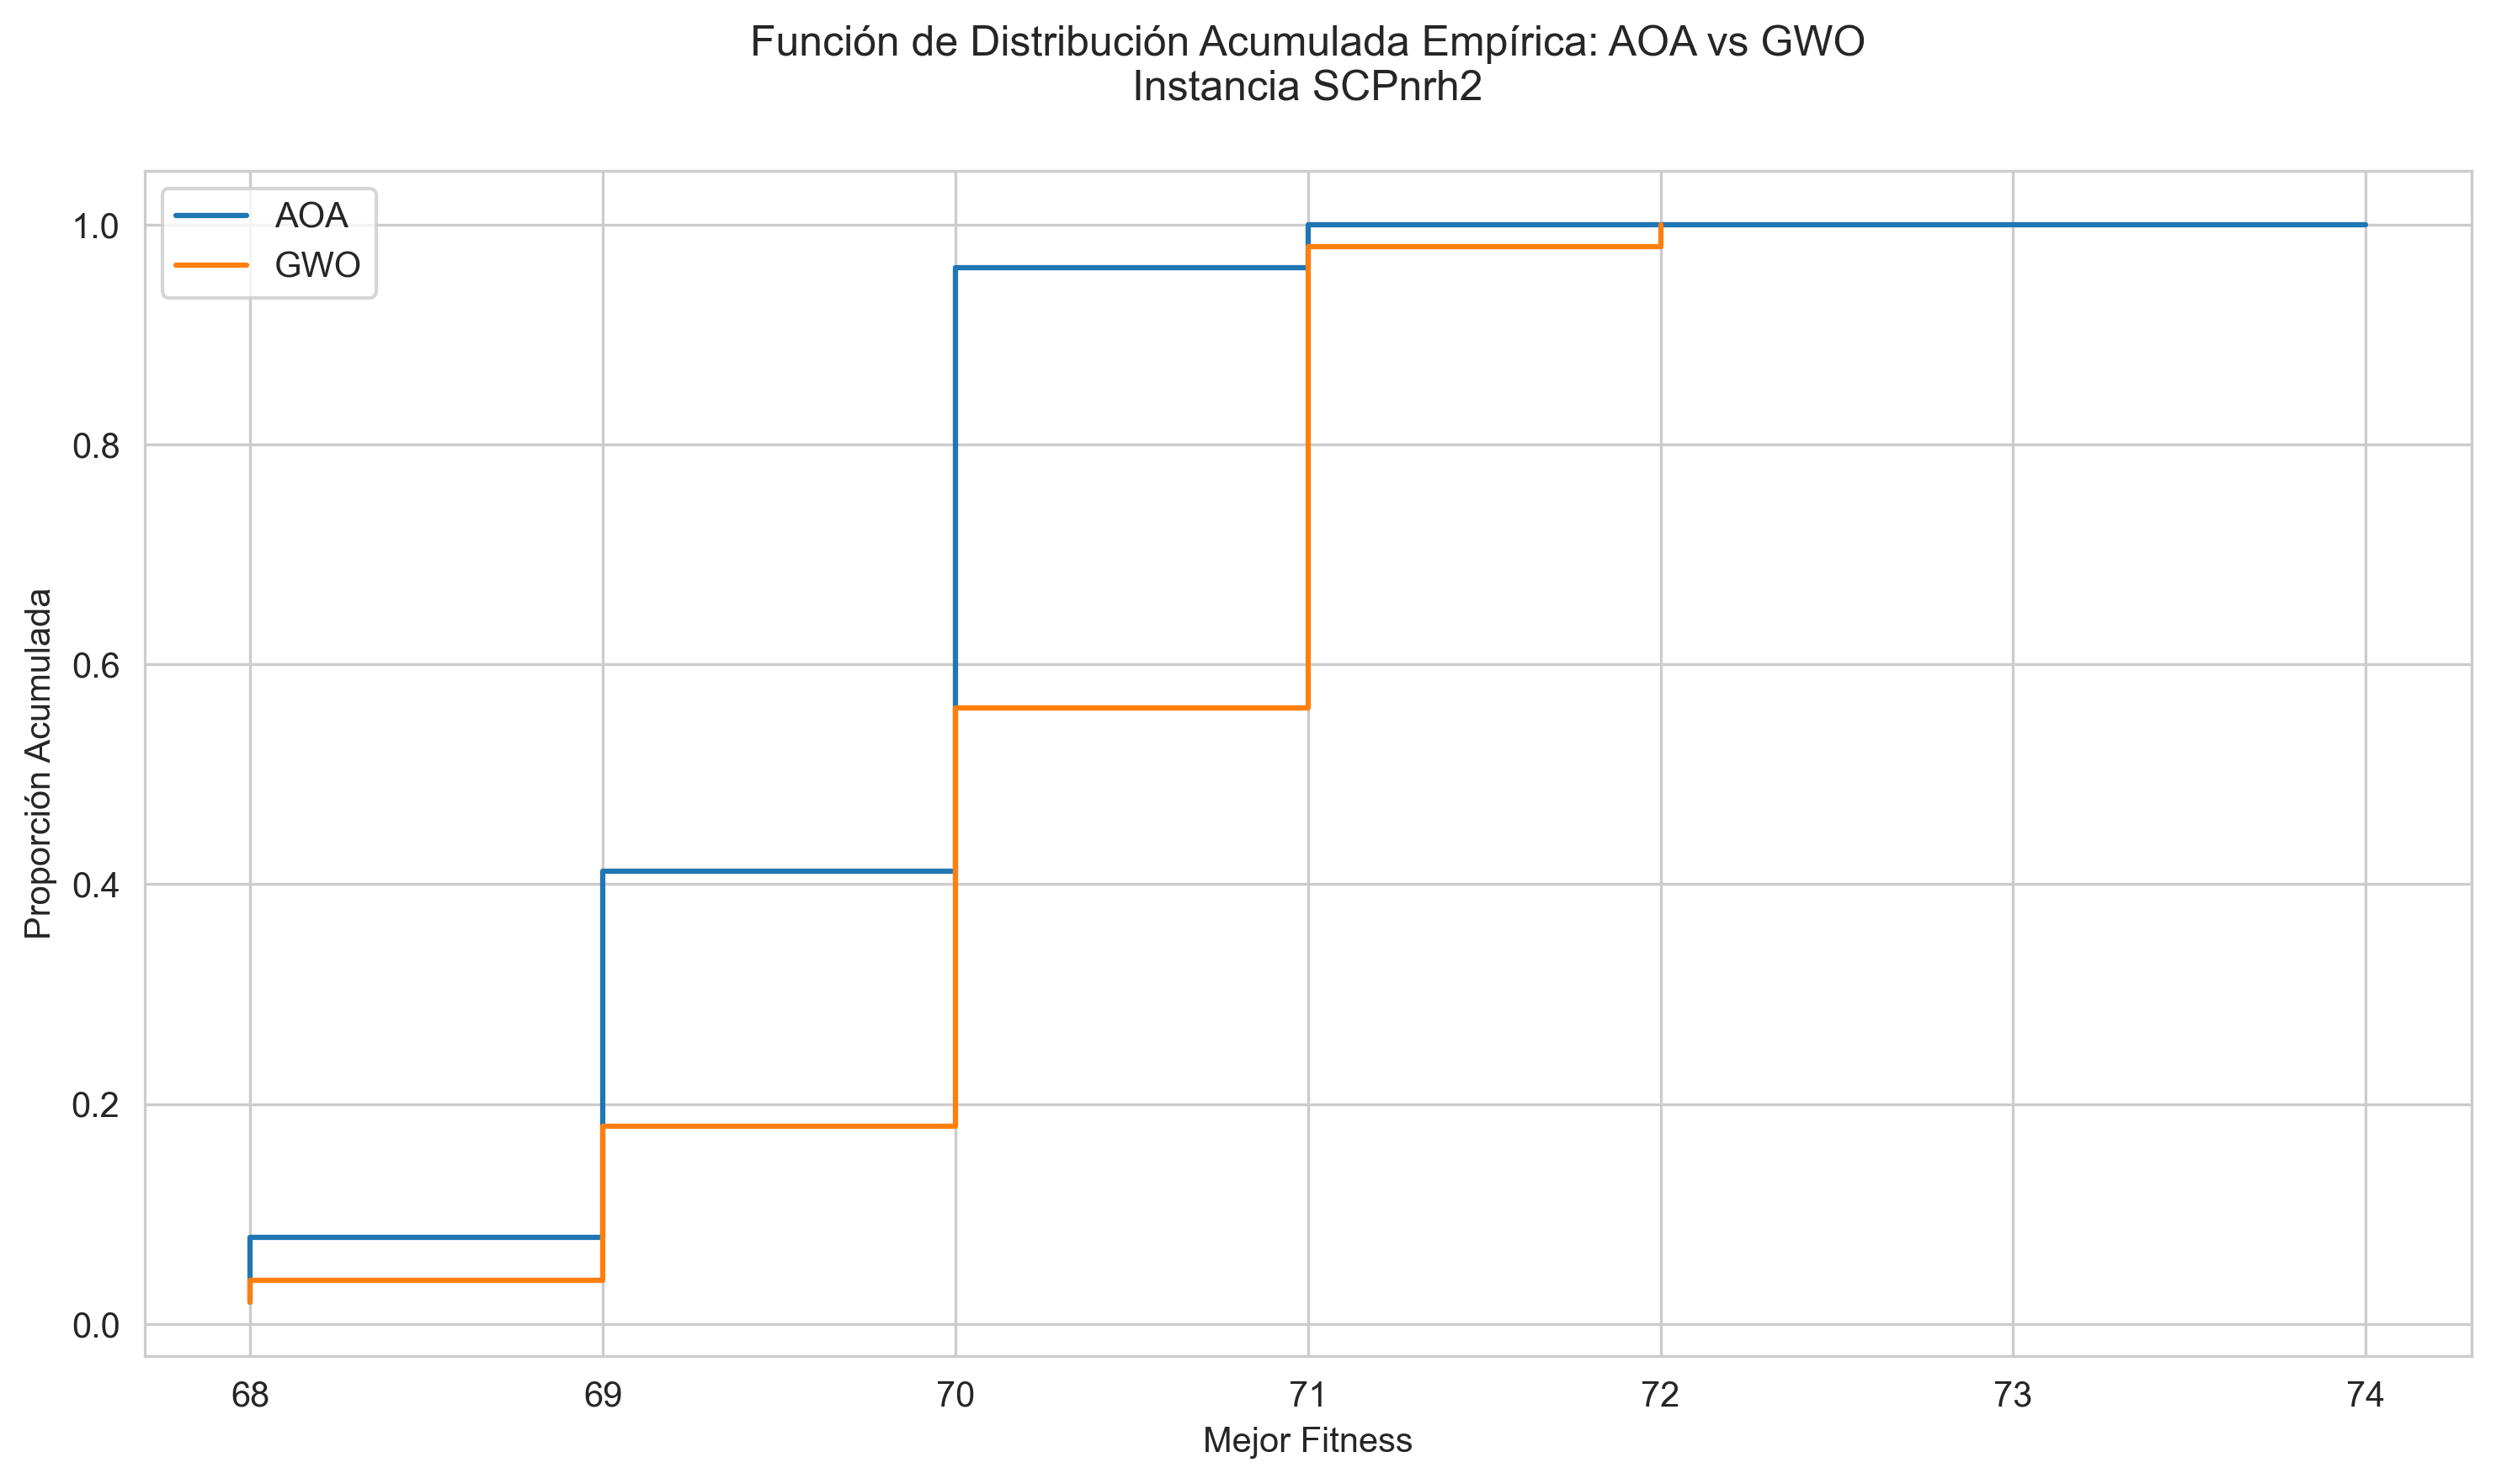 Función de Distribución Acumulada Empírica: AOA vs GWO
Instancia SCPnrh2
AOA
GWO
1.0
0.8
0.6
0.4
0.2
0.0
Proporción Acumulada
68 69 70 71 72 73 74
Mejor Fitness